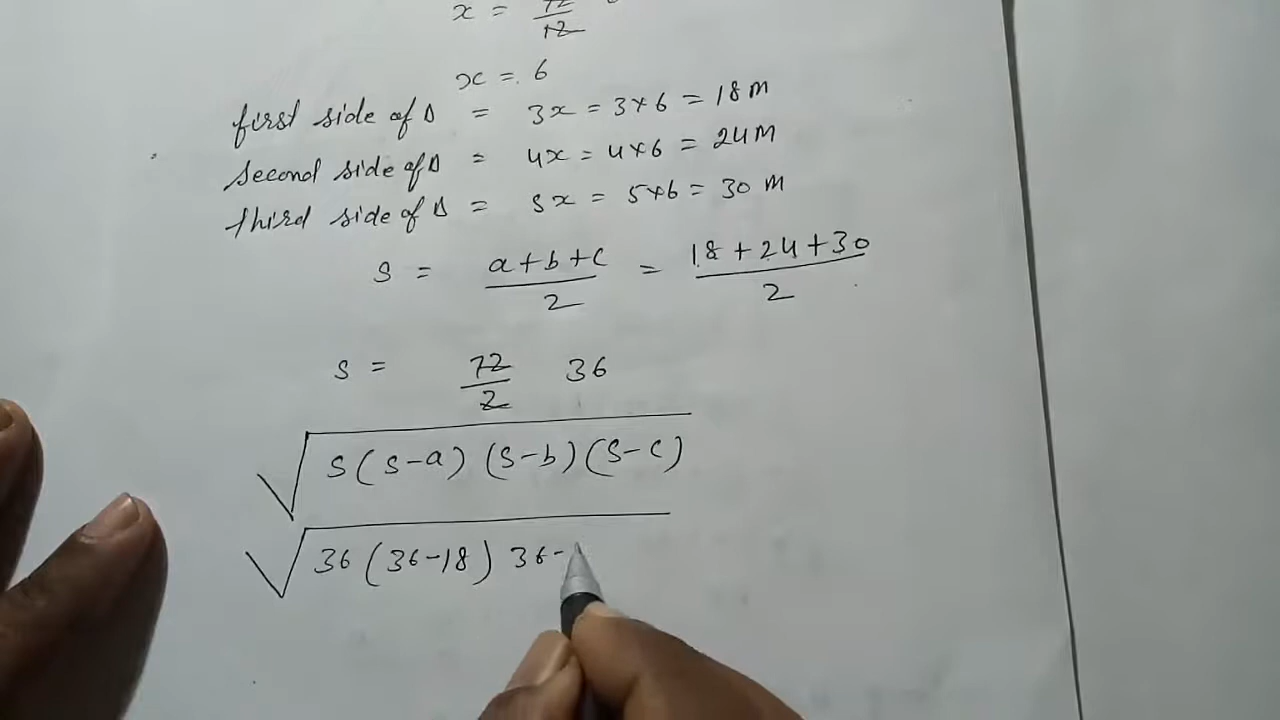 x = 72/12
x = 6
first side of Δ = 3x = 3×6 = 18 m
second side of Δ = 4x = 4×6 = 24 m
third side of Δ = 5x = 5×6 = 30 m
S = a+b+c/2 = 18+24+30/2
S = 72/2 36
√S(S-a)(S-b)(S-c)
√36(36-18) 36-